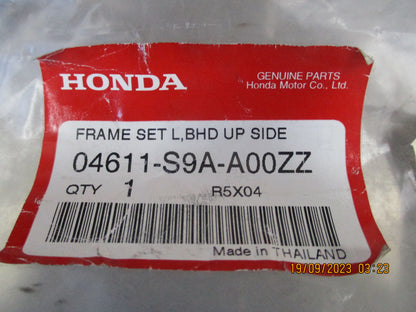 HONDA
GENUINE PARTS
Honda Motor Co., Ltd.
FRAME SET L,BHD UP SIDE
04611-S9A-A00ZZ
QTY 1 R5X04
Made in THAILAND
19/09/2023 03:23